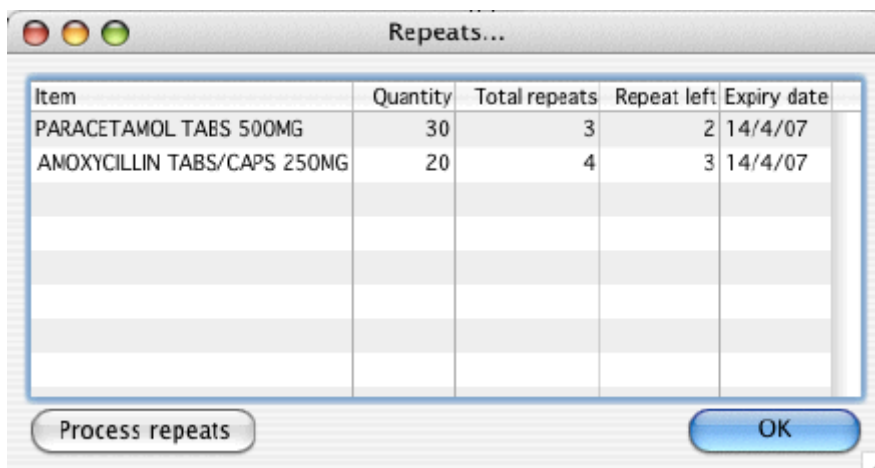 Repeats...
Item Quantity Total repeats Repeat left Expiry date
PARACETAMOL TABS 500MG 30 3 2 14/4/07
AMOXYCILLIN TABS/CAPS 250MG 20 4 3 14/4/07
Process repeats OK